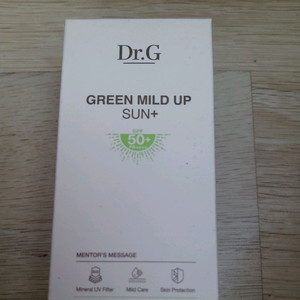 Dr.G
GREEN MILD UP
SUN+
50+
MENTOR'S MESSAGE
Mineral UV Filter
Mild Care
Skin Protection